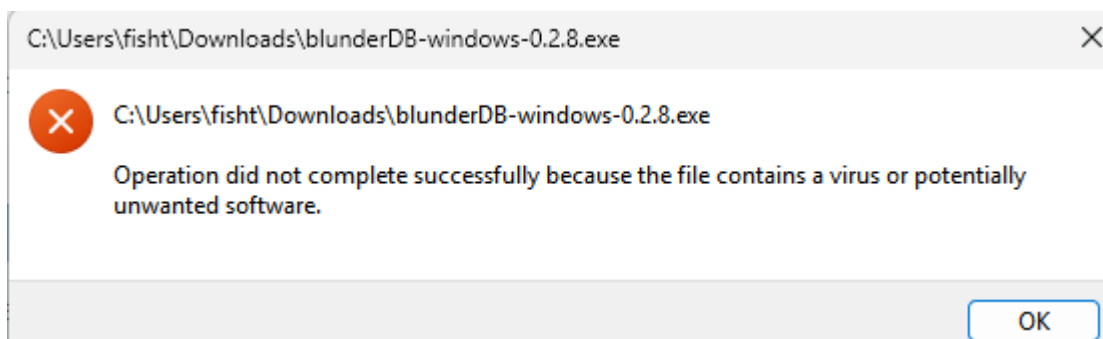 C:\Users\fisht\Downloads\blunderDB-windows-0.2.8.exe
C:\Users\fisht\Downloads\blunderDB-windows-0.2.8.exe
Operation did not complete successfully because the file contains a virus or potentially
unwanted software.
OK